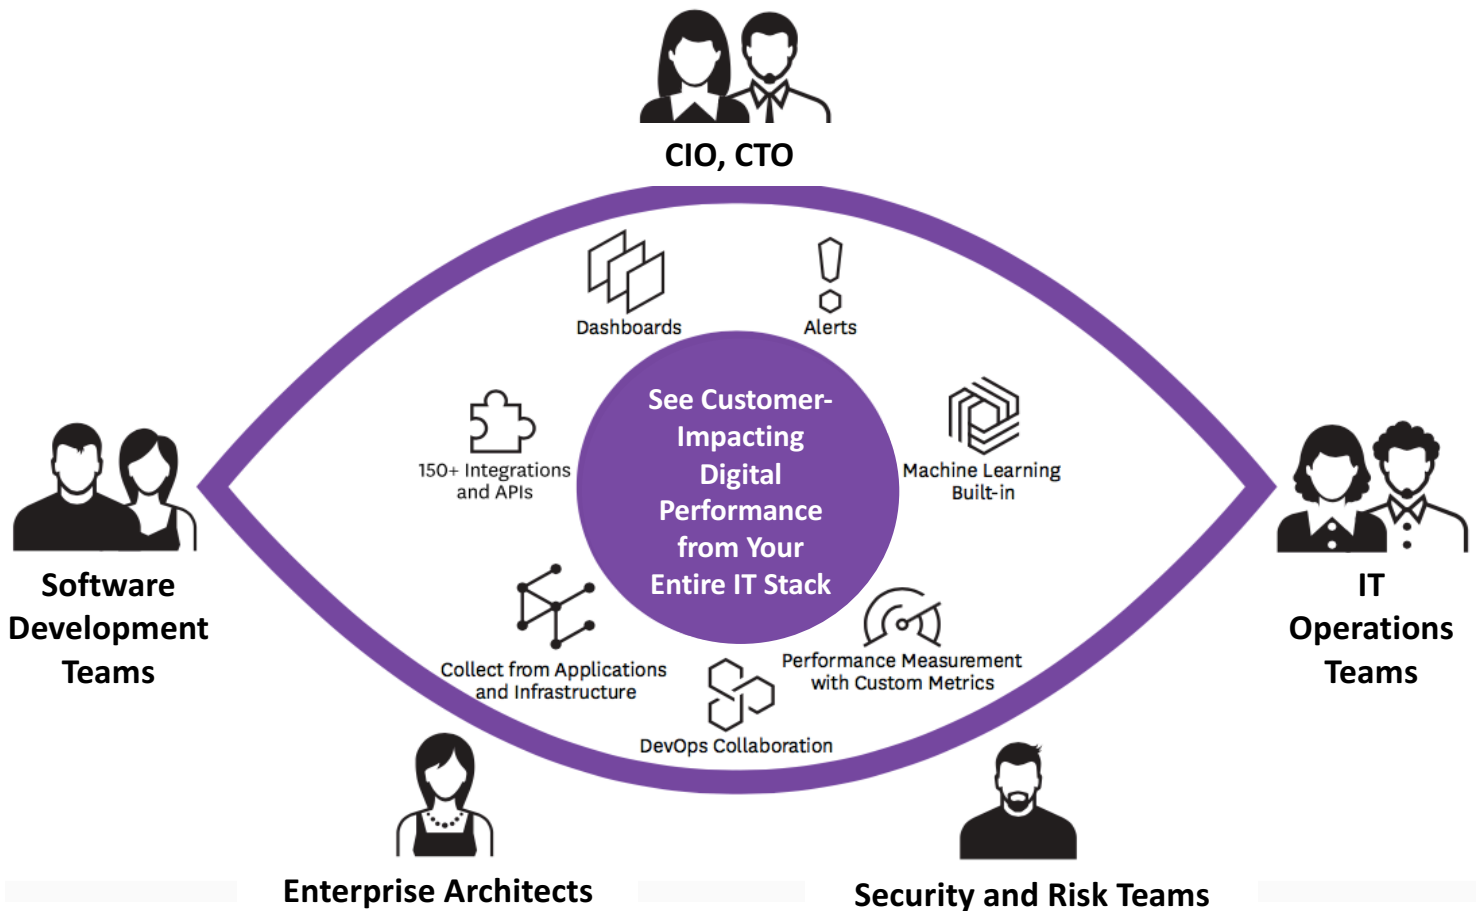 CIO, CTO
Dashboards
Alerts
See Customer-
Impacting
Digital
Performance
from Your
Entire IT Stack
150+ Integrations
and APIs
Machine Learning
Built-in
Software
Development
Teams
IT
Operations
Teams
Collect from Applications
and Infrastructure
Performance Measurement
with Custom Metrics
DevOps Collaboration
Enterprise Architects
Security and Risk Teams